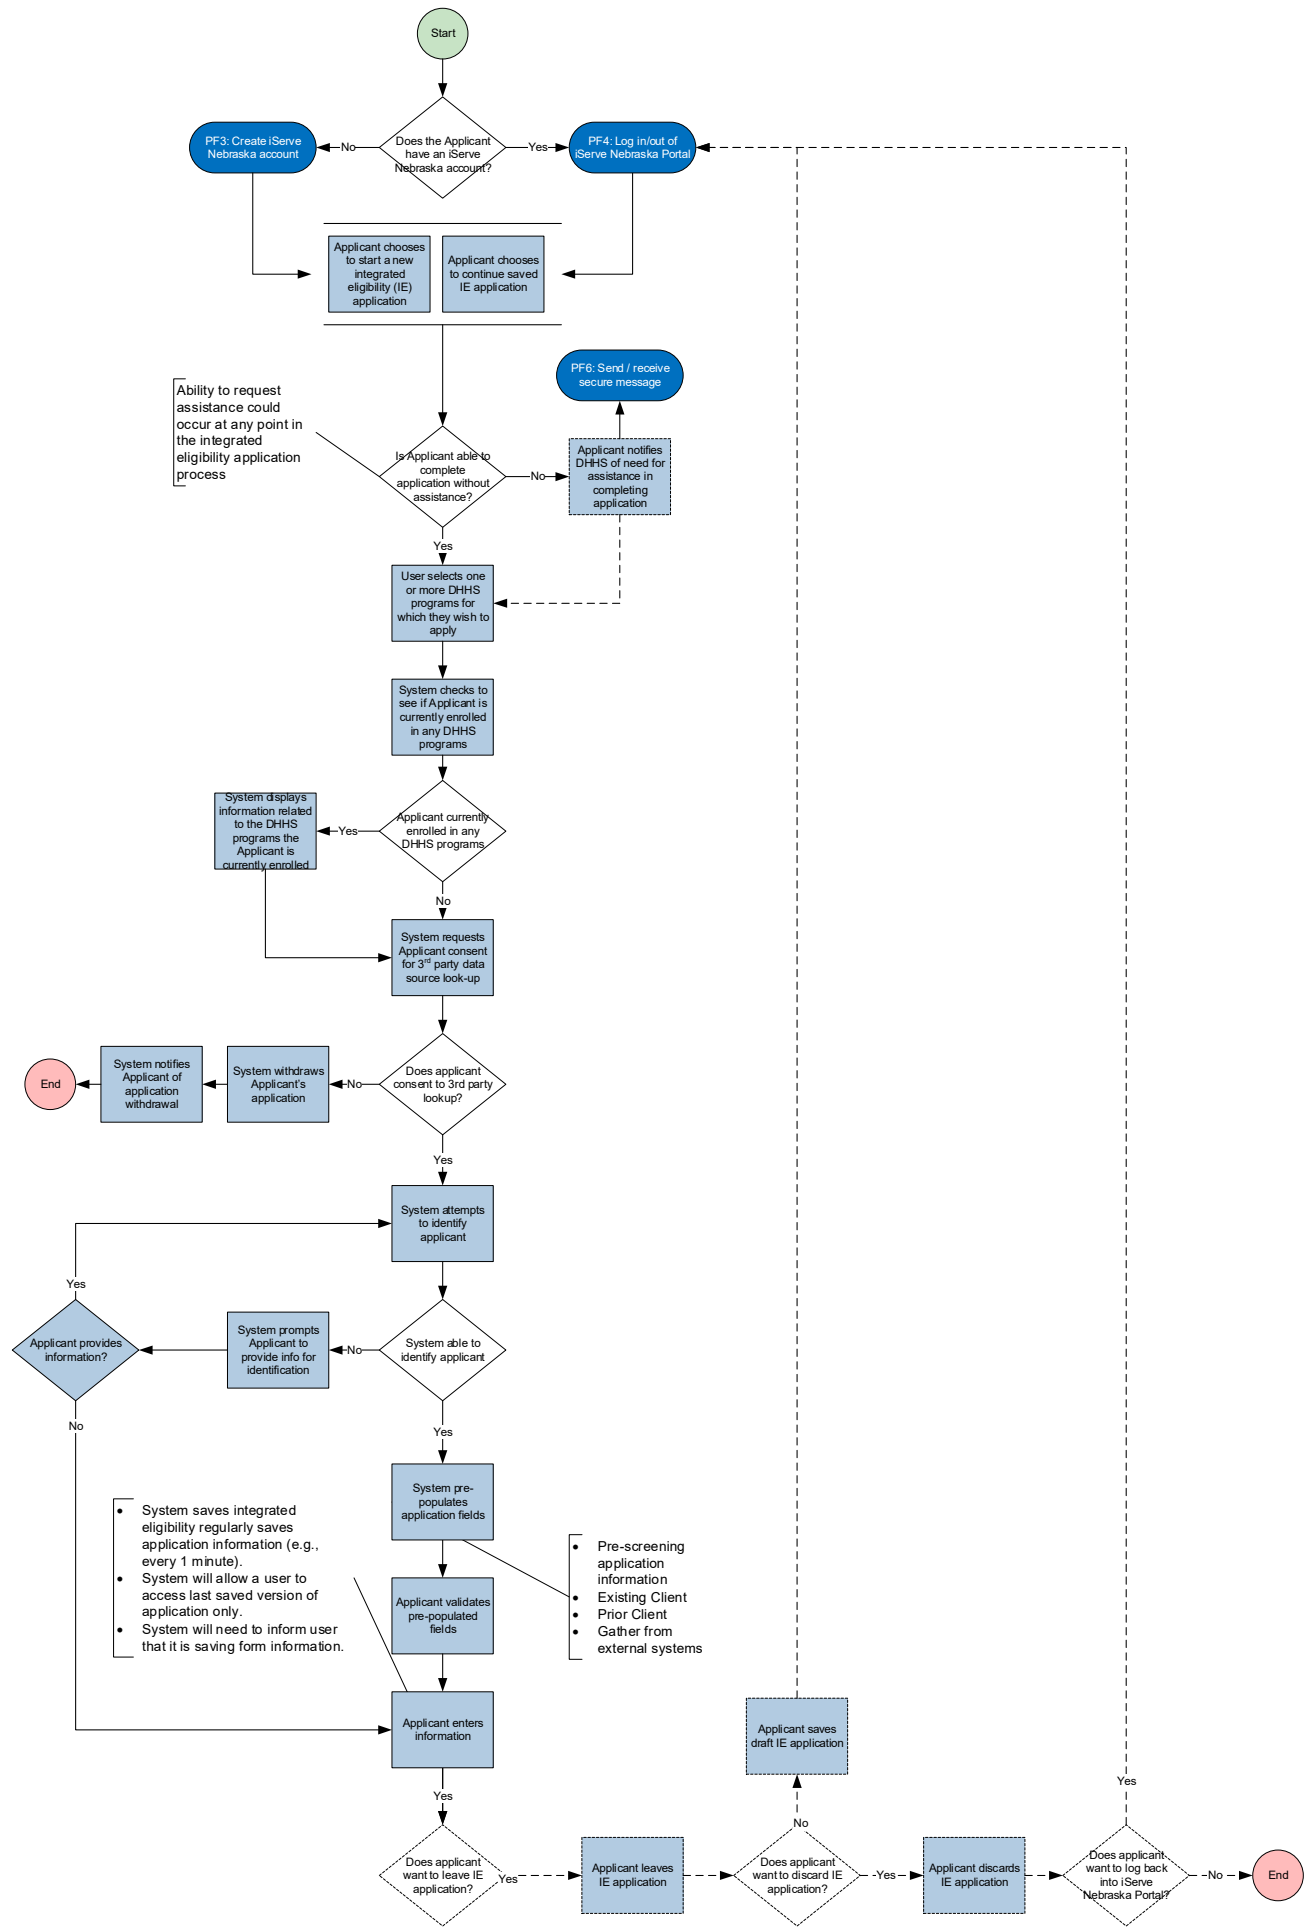 Start
Does the Applicant
have an iServe
Nebraska account?
No
Yes
PF3: Create iServe
Nebraska account
PF4: Log in/out of
iServe Nebraska Portal
Applicant chooses
to start a new
integrated
eligibility (IE)
application
Applicant chooses
to continue saved
IE application
PF6: Send / receive
secure message
Ability to request
assistance could
occur at any point in
the integrated
eligibility application
process
Is Applicant able to
complete
application without
assistance?
No
Applicant notifies
DHHS of need for
assistance in
completing
application
Yes
User selects one
or more DHHS
programs for
which they wish to
apply
System checks to
see if Applicant is
currently enrolled
in any DHHS
programs
System displays
information related
to the DHHS
programs the
Applicant is
currently enrolled
Yes
Applicant currently
enrolled in any
DHHS programs
No
System requests
Applicant consent
for 3rd party data
source look-up
End
System notifies
Applicant of
application
withdrawal
System withdraws
Applicant's
application
No
Does applicant
consent to 3rd party
lookup?
Yes
System attempts
to identify
applicant
Yes
Applicant provides
information?
System prompts
Applicant to
provide info for
identification
No
System able to
identify applicant
No
Yes
System pre-
populates
application fields
• System saves integrated
eligibility regularly saves
application information (e.g.,
every 1 minute).
• System will allow a user to
access last saved version of
application only.
• System will need to inform user
that it is saving form information.
• Pre-screening
application
information
• Existing Client
• Prior Client
• Gather from
external systems
Applicant validates
pre-populated
fields
Applicant enters
information
Applicant saves
draft IE application
Yes
Yes
No
Does applicant
want to leave IE
application?
Yes
Applicant leaves
IE application
Does applicant
want to discard IE
application?
Yes
Applicant discards
IE application
Does applicant
want to log back
into iServe
Nebraska Portal?
No
End